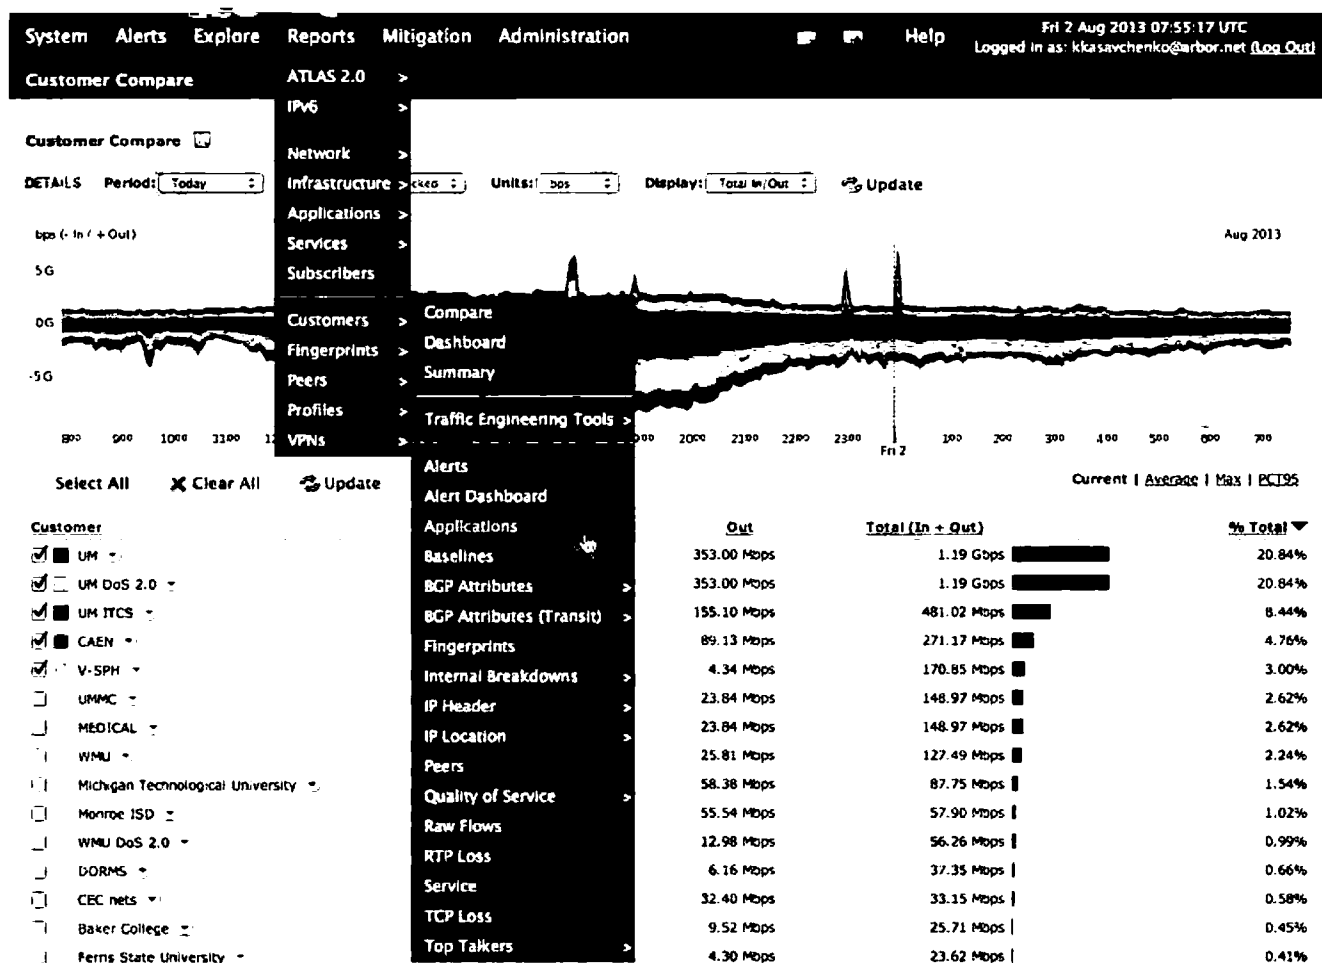 System Alerts Explore Reports Mitigation Administration Help
Fri 2 Aug 2013 07:55:17 UTC
Logged in as: kkasavchenko@arbor.net (Log Out)
Customer Compare
ATLAS 2.0 >
IPv6 >
Network >
Infrastructure >
Applications >
Services >
Subscribers
Customers >
Fingerprints >
Peers >
Profiles >
VPNs >
Customer Compare
DETAILS Period: Today cked Units: bps Display: Total In/Out Update
bps (- In / + Out) Aug 2013
5G
0G
-5G
800 900 1000 1100 2000 2100 2200 2300 100 200 300 400 500 600 700
Fri 2
Compare
Dashboard
Summary
Traffic Engineering Tools >
Alerts
Alert Dashboard
Applications
Baselines
BGP Attributes >
BGP Attributes (Transit) >
Fingerprints
Internal Breakdowns >
IP Header >
IP Location >
Peers
Quality of Service >
Raw Flows
RTP Loss
Service
TCP Loss
Top Talkers >
Select All Clear All Update
Current | Average | Max | PCT95
Customer Out Total (In + Out) % Total
UM 353.00 Mbps 1.19 Gbps 20.84%
UM DoS 2.0 353.00 Mbps 1.19 Gbps 20.84%
UM ITCS 155.10 Mbps 481.02 Mbps 8.44%
CAEN 89.13 Mbps 271.17 Mbps 4.76%
V-SPH 4.34 Mbps 170.85 Mbps 3.00%
UMMC 23.84 Mbps 148.97 Mbps 2.62%
MEDICAL 23.84 Mbps 148.97 Mbps 2.62%
WMU 25.81 Mbps 127.49 Mbps 2.24%
Michigan Technological University 58.38 Mbps 87.75 Mbps 1.54%
Monroe ISD 55.54 Mbps 57.90 Mbps 1.02%
WMU DoS 2.0 12.98 Mbps 56.26 Mbps 0.99%
DORMS 6.16 Mbps 37.35 Mbps 0.66%
CEC nets 32.40 Mbps 33.15 Mbps 0.58%
Baker College 9.52 Mbps 25.71 Mbps 0.45%
Ferris State University 4.30 Mbps 23.62 Mbps 0.41%